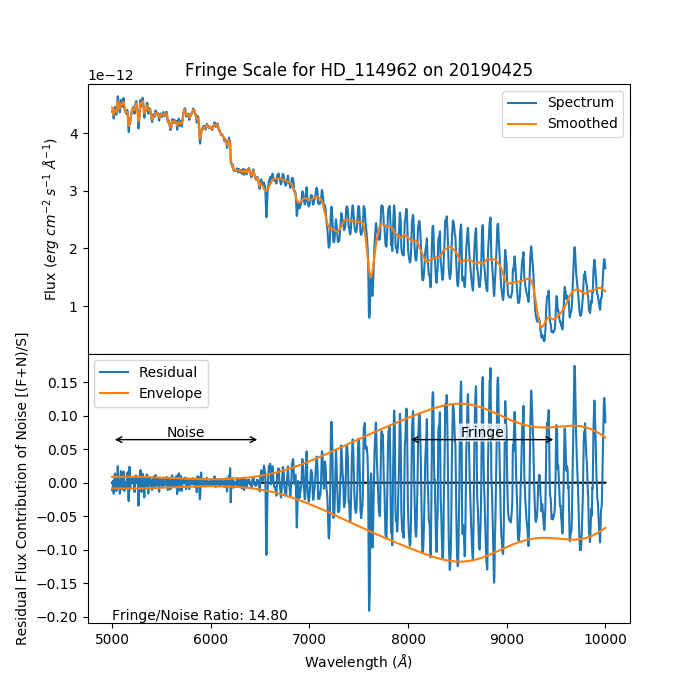 Fringe Scale for HD_114962 on 20190425
1e−12
Spectrum
Smoothed
4
3
2
1
Flux (erg cm⁻² s⁻¹ Å⁻¹)
Residual
Envelope
0.15
0.10
0.05
0.00
−0.05
−0.10
−0.15
−0.20
Residual Flux Contribution of Noise [(F+N)/S]
Noise
Fringe
Fringe/Noise Ratio: 14.80
5000 6000 7000 8000 9000 10000
Wavelength (Å)